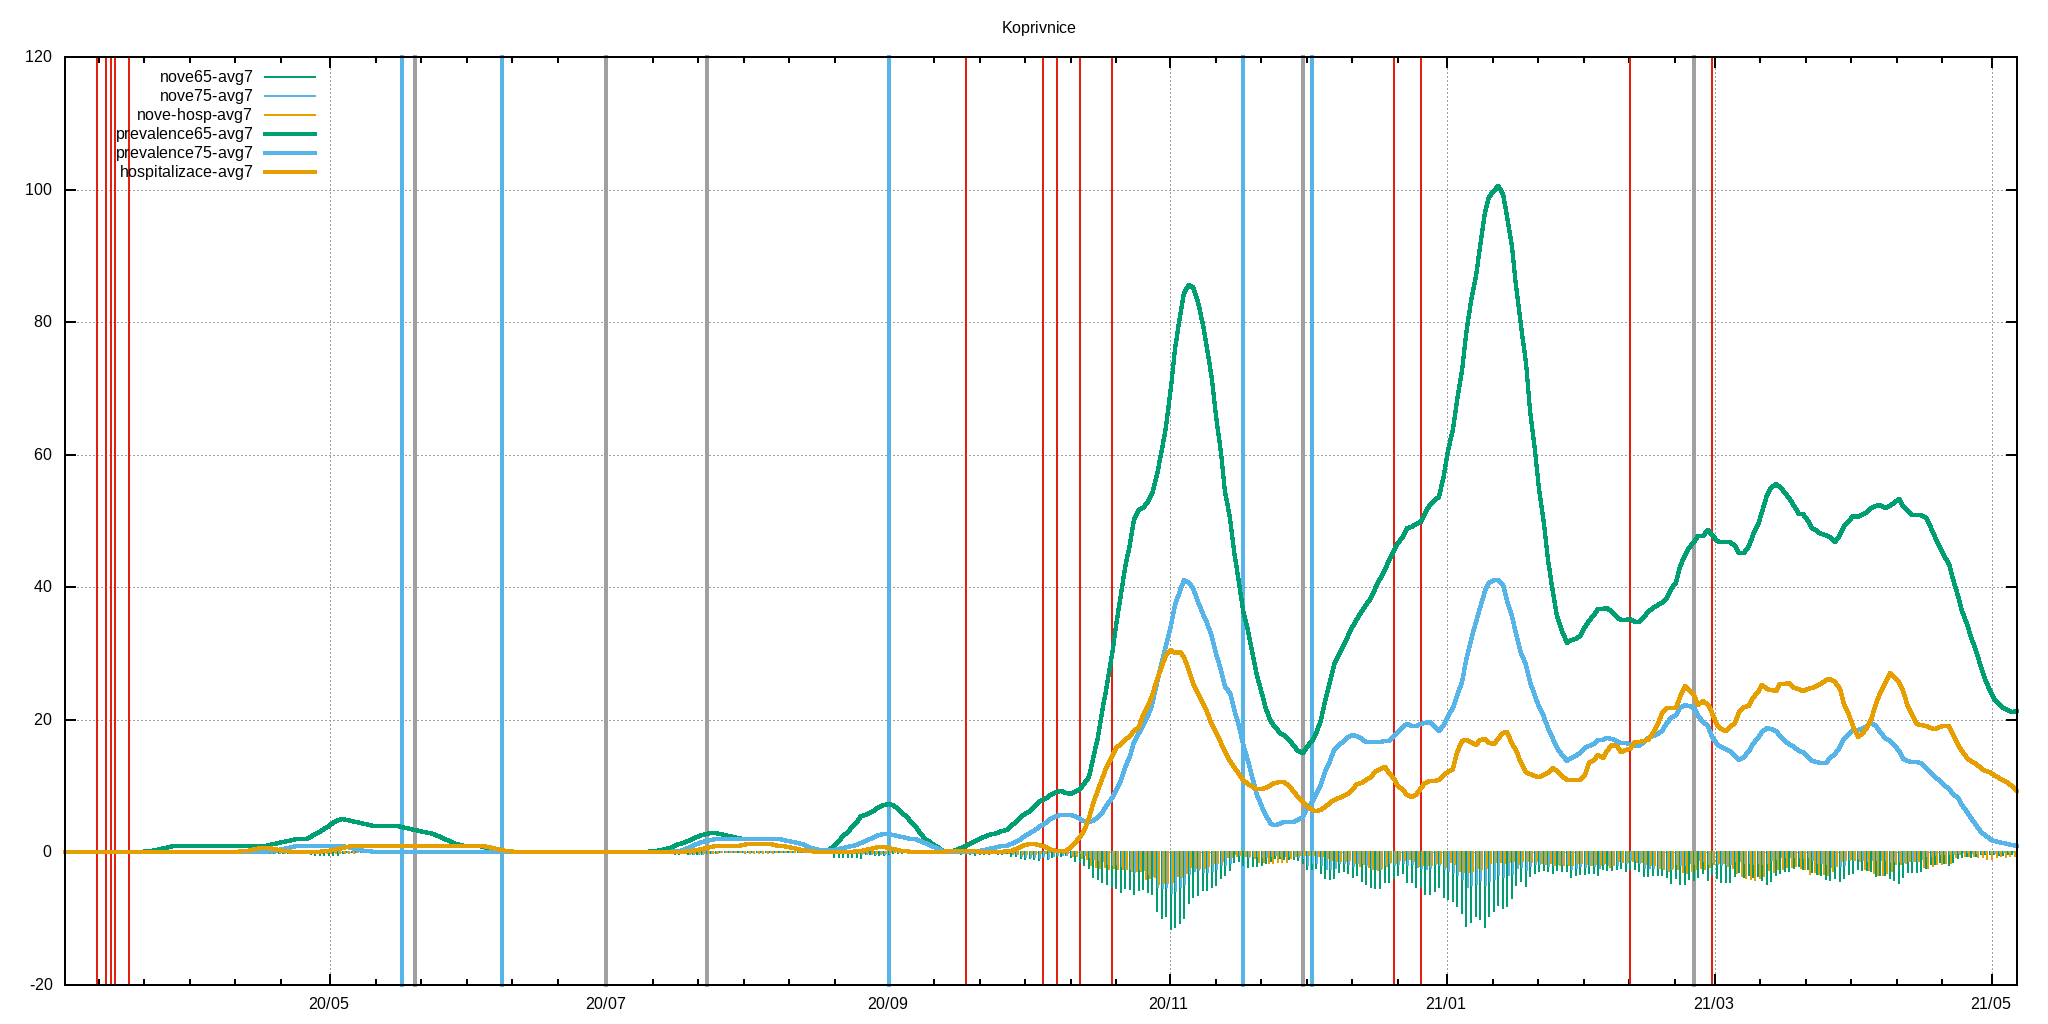 Koprivnice
120
nove65-avg7
nove75-avg7
nove-hosp-avg7
prevalence65-avg7
prevalence75-avg7
hospitalizace-avg7
100
80
60
40
20
0
-20
20/05 20/07 20/09 20/11 21/01 21/03 21/05